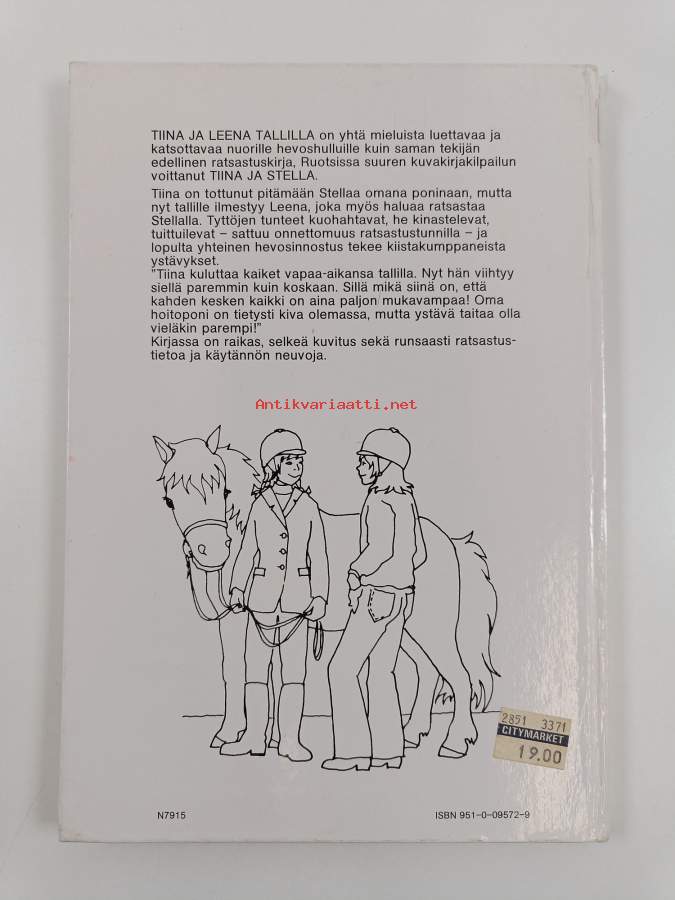 TIINA JA LEENA TALLILLA on yhtä mieluista luettavaa ja
katsottavaa nuorille hevoshulluille kuin saman tekijän
edellinen ratsastuskirja, Ruotsissa suuren kuvakirjakilpailun
voittanut TIINA JA STELLA.
Tiina on tottunut pitämään Stellaa omana poninaan, mutta
nyt tallille ilmestyy Leena, joka myös haluaa ratsastaa
Stellalla. Tyttöjen tunteet kuohahtavat, he kinastelevat,
tuittuilevat – sattuu onnettomuus ratsastustunnilla – ja
lopulta yhteinen hevosinnostus tekee kiistakumppaneista
ystävykset.
"Tiina kuluttaa kaiket vapaa-aikansa tallilla. Nyt hän viihtyy
siellä paremmin kuin koskaan. Sillä mikä siinä on, että
kahden kesken kaikki on aina paljon mukavampaa! Oma
hoitoponi on tietysti kiva olemassa, mutta ystävä taitaa olla
vieläkin parempi!"
Kirjassa on raikas, selkeä kuvitus sekä runsaasti ratsastus-
tietoa ja käytännön neuvoja.
Antikvariaatti.net
2851 3371
CITYMARKET
19.00
N7915
ISBN 951-0-09572-9